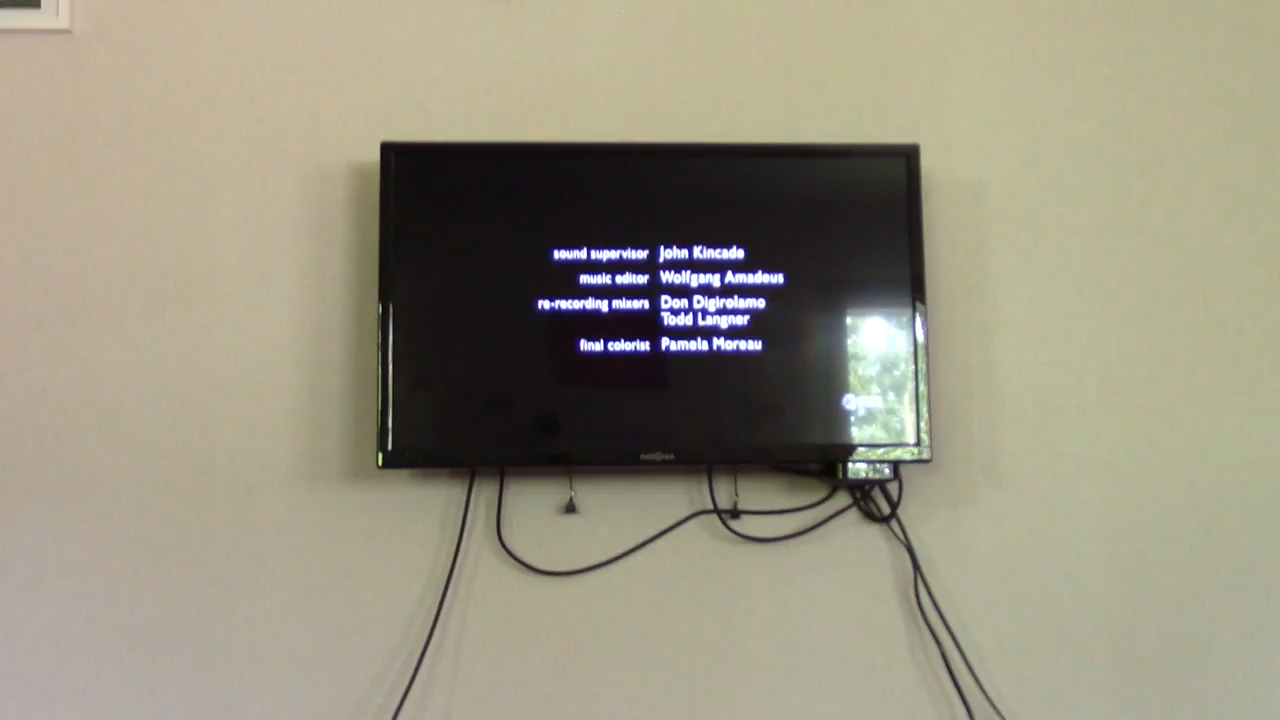 sound supervisor John Kincade
music editor Wolfgang Amadeus
re-recording mixers Don Digirolamo
Todd Langner
final colorist Pamela Moreau